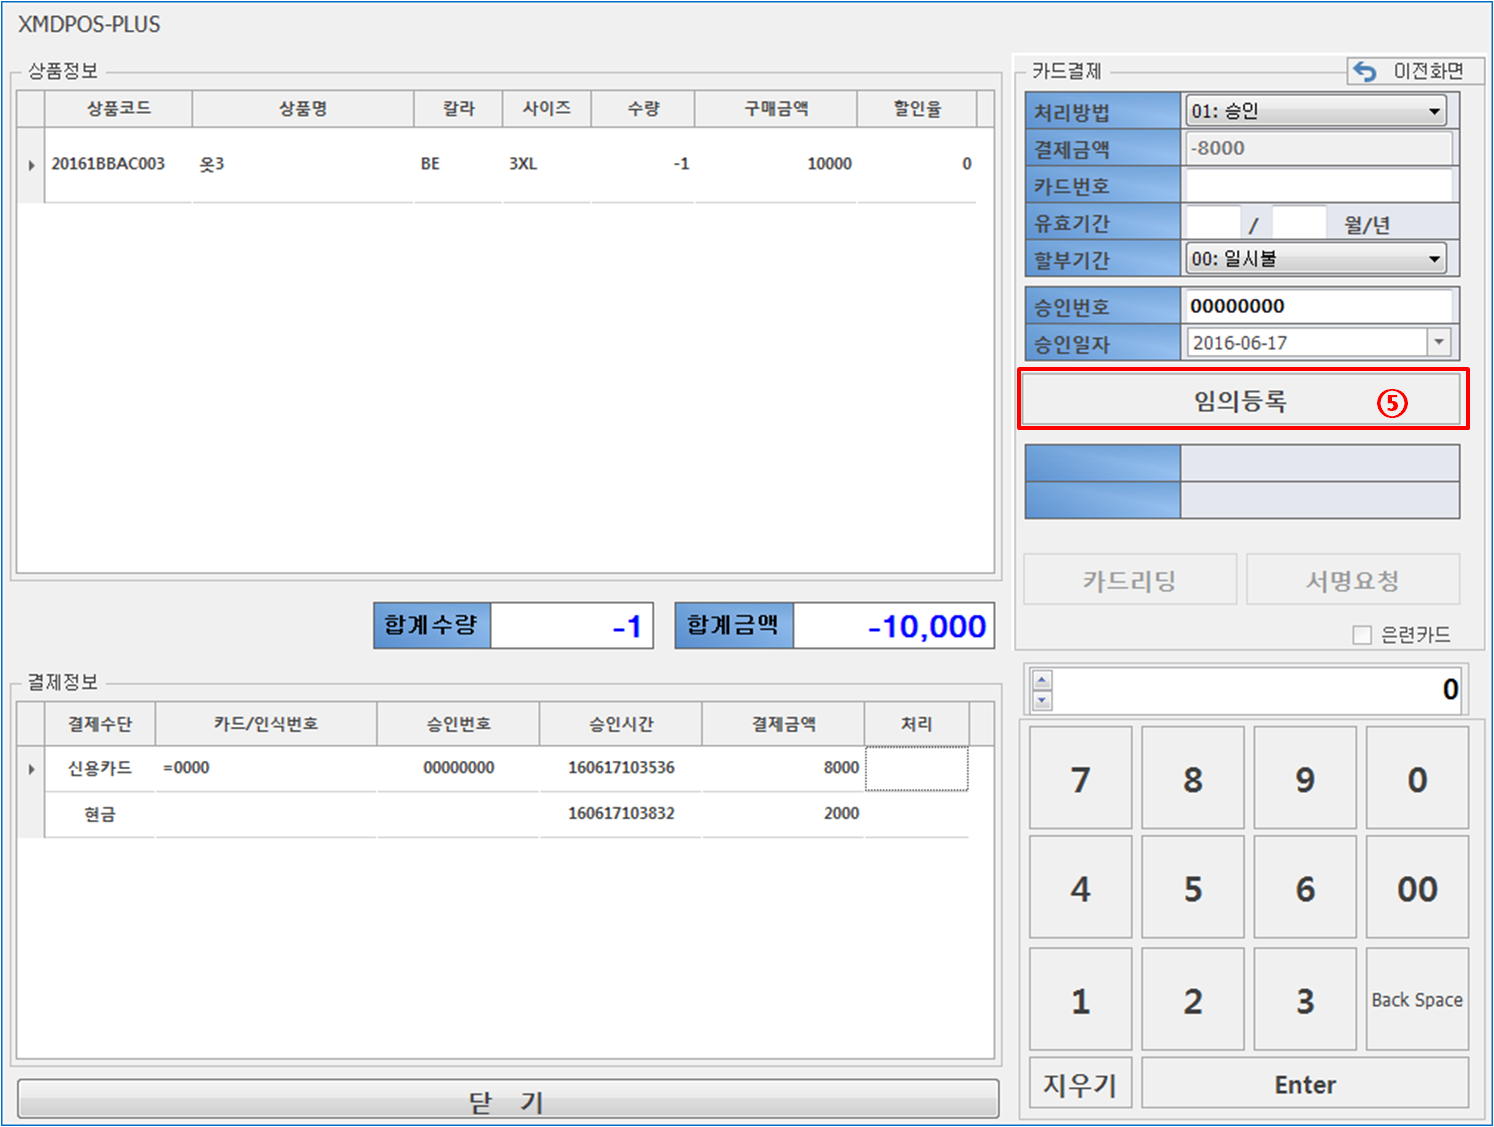 XMDPOS-PLUS
상품정보
상품코드 상품명 칼라 사이즈 수량 구매금액 할인율
20161BBAC003 옷3 BE 3XL -1 10000 0
합계수량 -1 합계금액 -10,000
결제정보
결제수단 카드/인식번호 승인번호 승인시간 결제금액 처리
신용카드 =0000 00000000 160617103536 8000
현금 160617103832 2000
닫 기
카드결제 이전화면
처리방법 01: 승인
결제금액 -8000
카드번호
유효기간 / 월/년
할부기간 00: 일시불
승인번호 00000000
승인일자 2016-06-17
임의등록 ⑤
카드리딩 서명요청
은련카드
0
7 8 9 0
4 5 6 00
1 2 3 Back Space
지우기 Enter